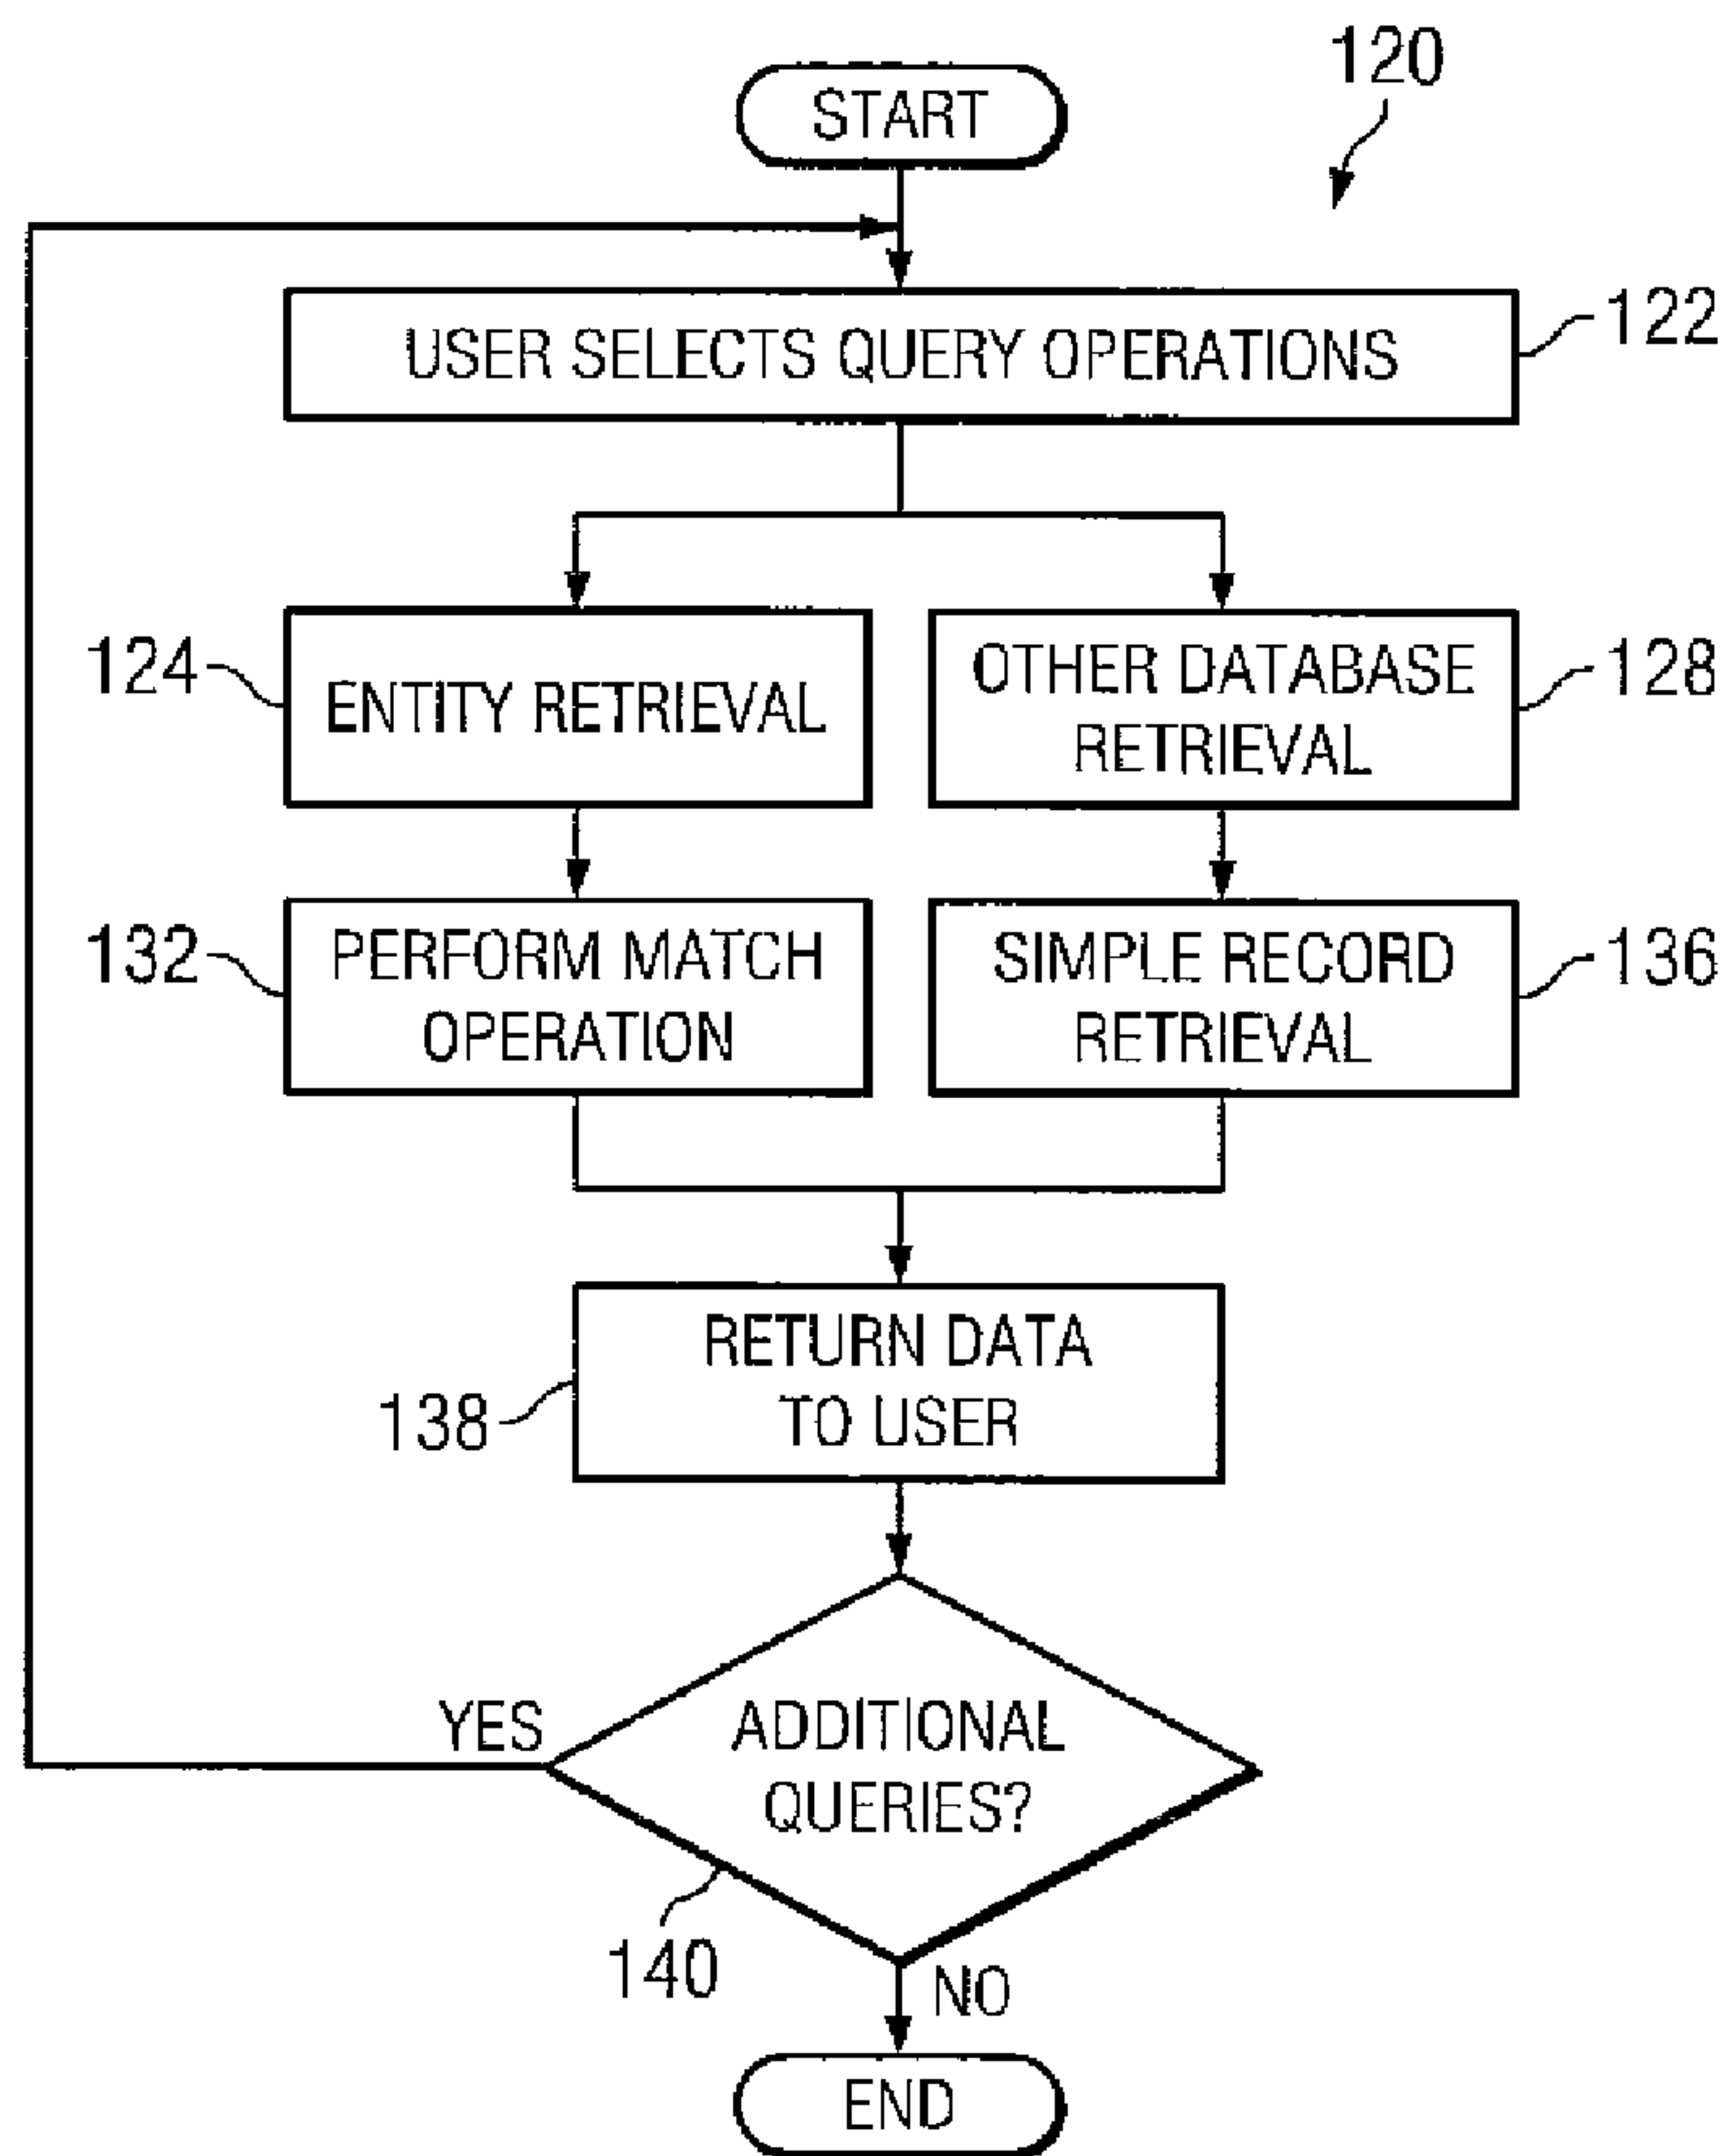 120
START
USER SELECTS QUERY OPERATIONS
122
124
ENTITY RETRIEVAL
OTHER DATABASE
RETRIEVAL
128
132
PERFORM MATCH
OPERATION
SIMPLE RECORD
RETRIEVAL
136
RETURN DATA
TO USER
138
YES
ADDITIONAL
QUERIES?
140
NO
END